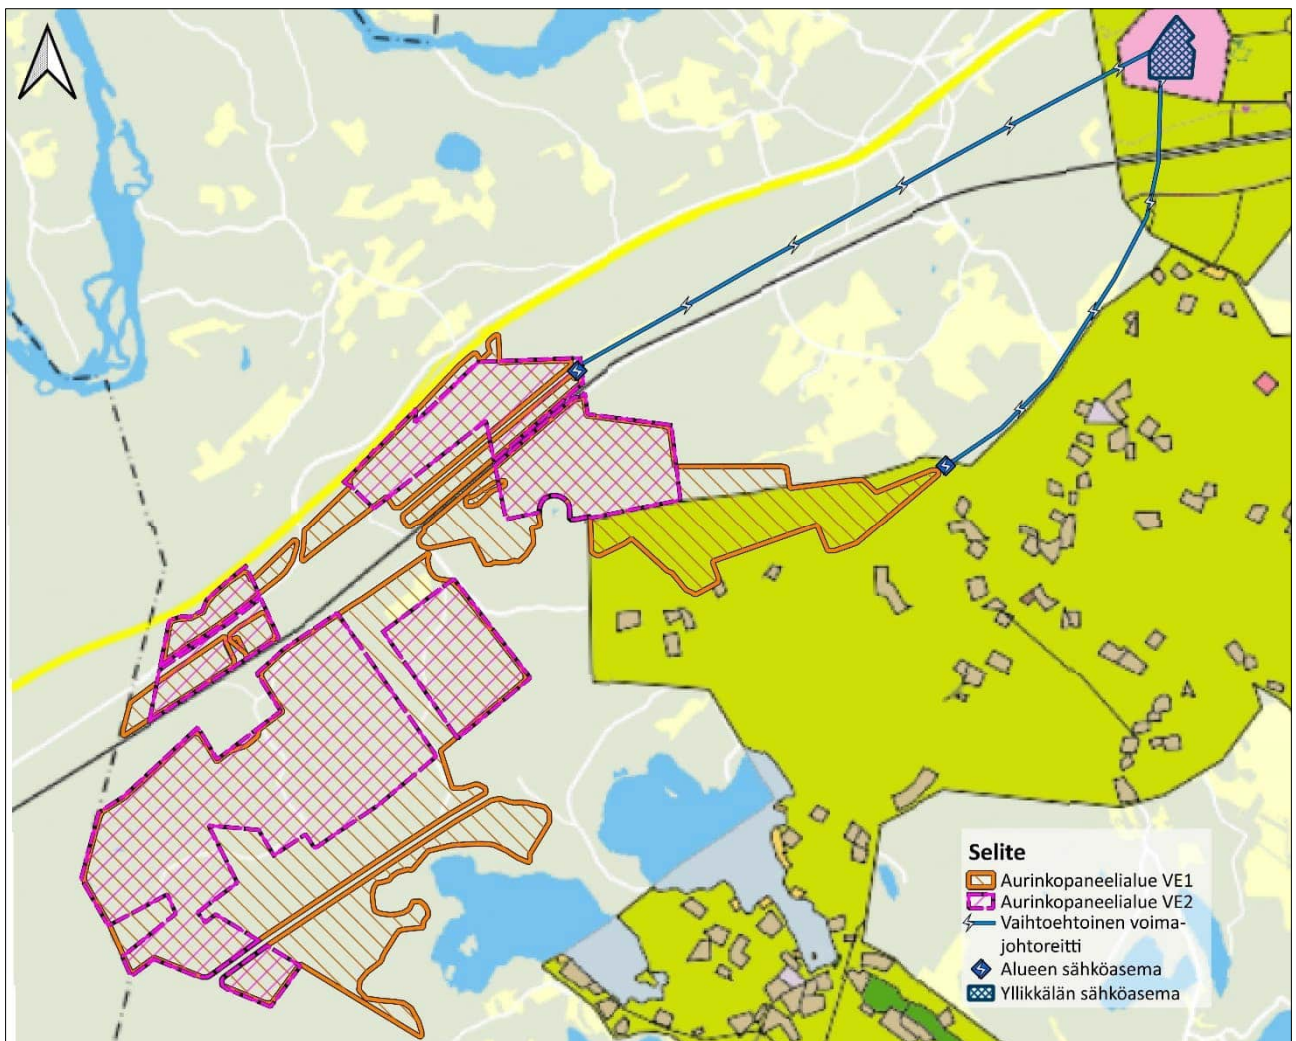 Selite
Aurinkopaneelialue VE1
Aurinkopaneelialue VE2
Vaihtoehtoinen voima-
johtoreitti
Alueen sähköasema
Yllikkälän sähköasema